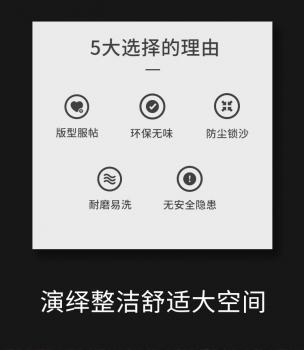 5大选择的理由
版型服帖
环保无味
防尘锁沙
耐磨易洗
无安全隐患
演绎整洁舒适大空间